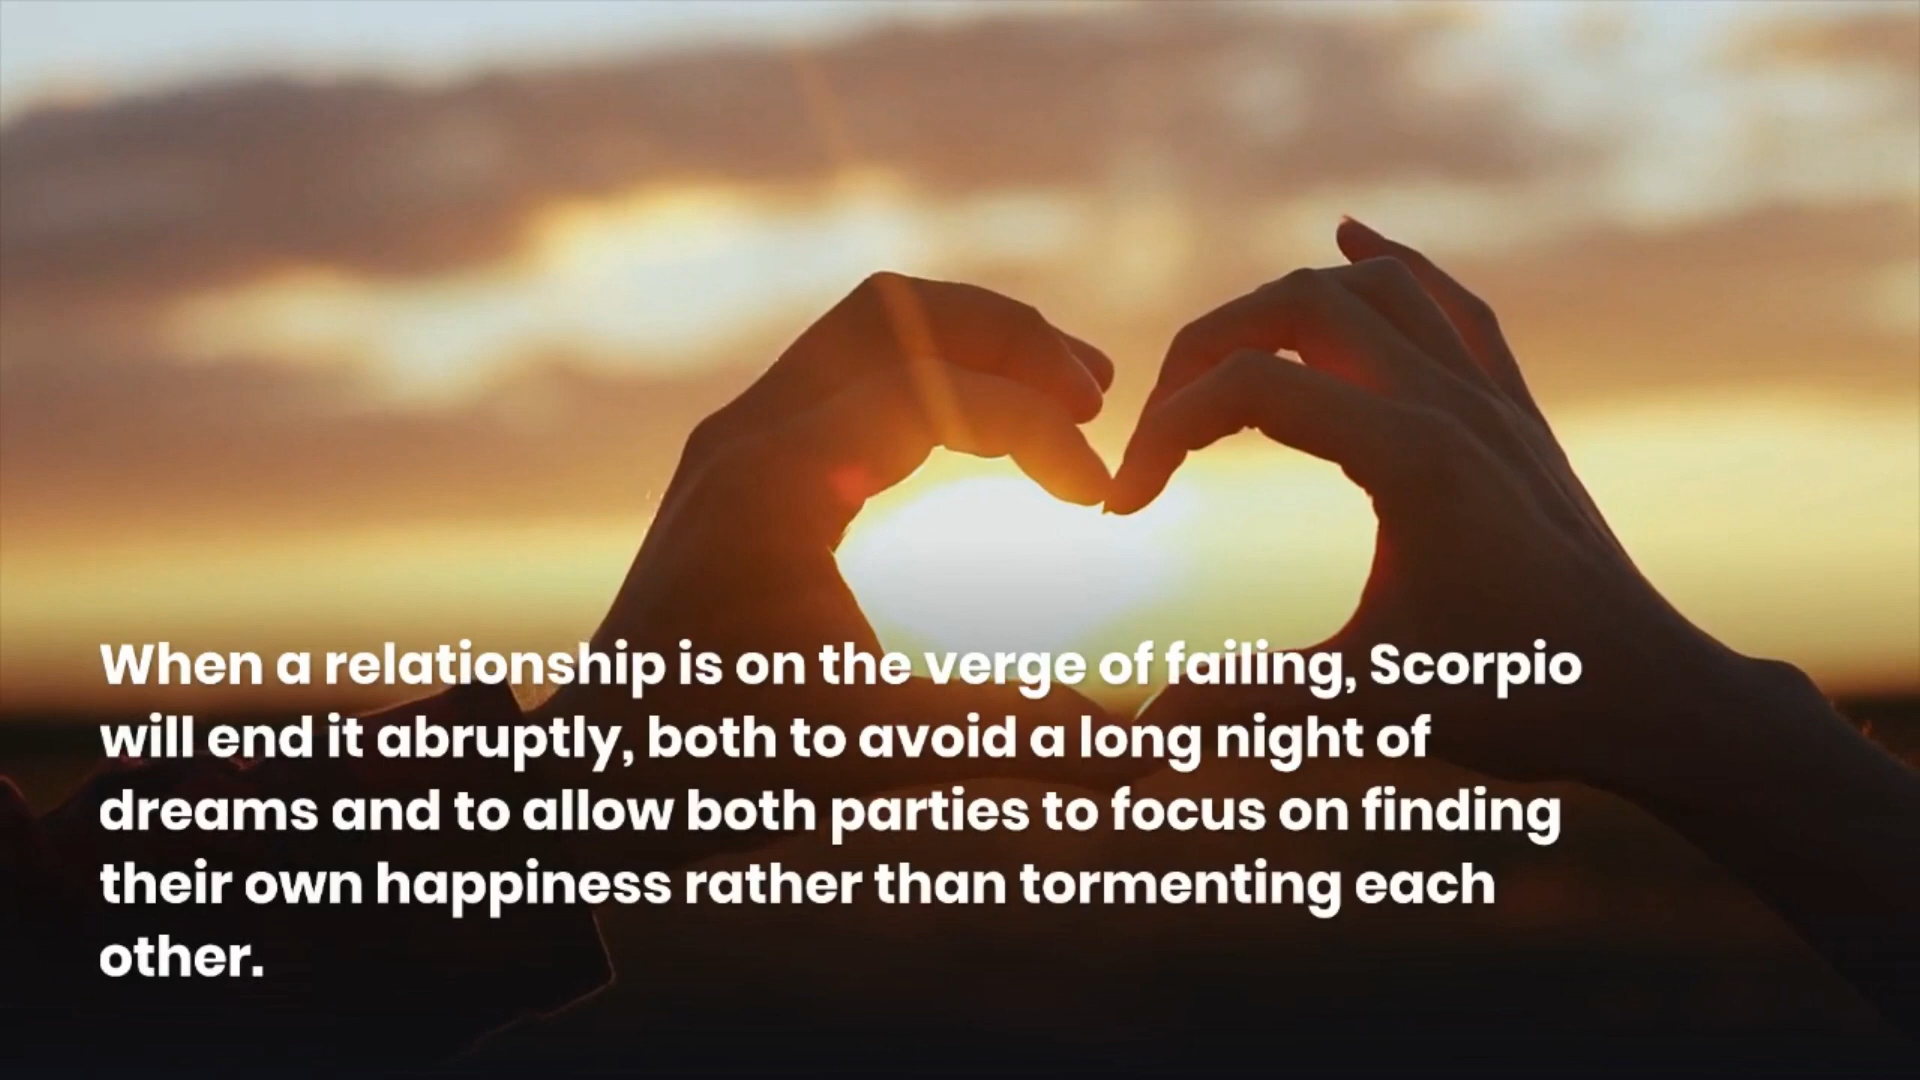 When a relationship is on the verge of failing, Scorpio
will end it abruptly, both to avoid a long night of
dreams and to allow both parties to focus on finding
their own happiness rather than tormenting each
other.